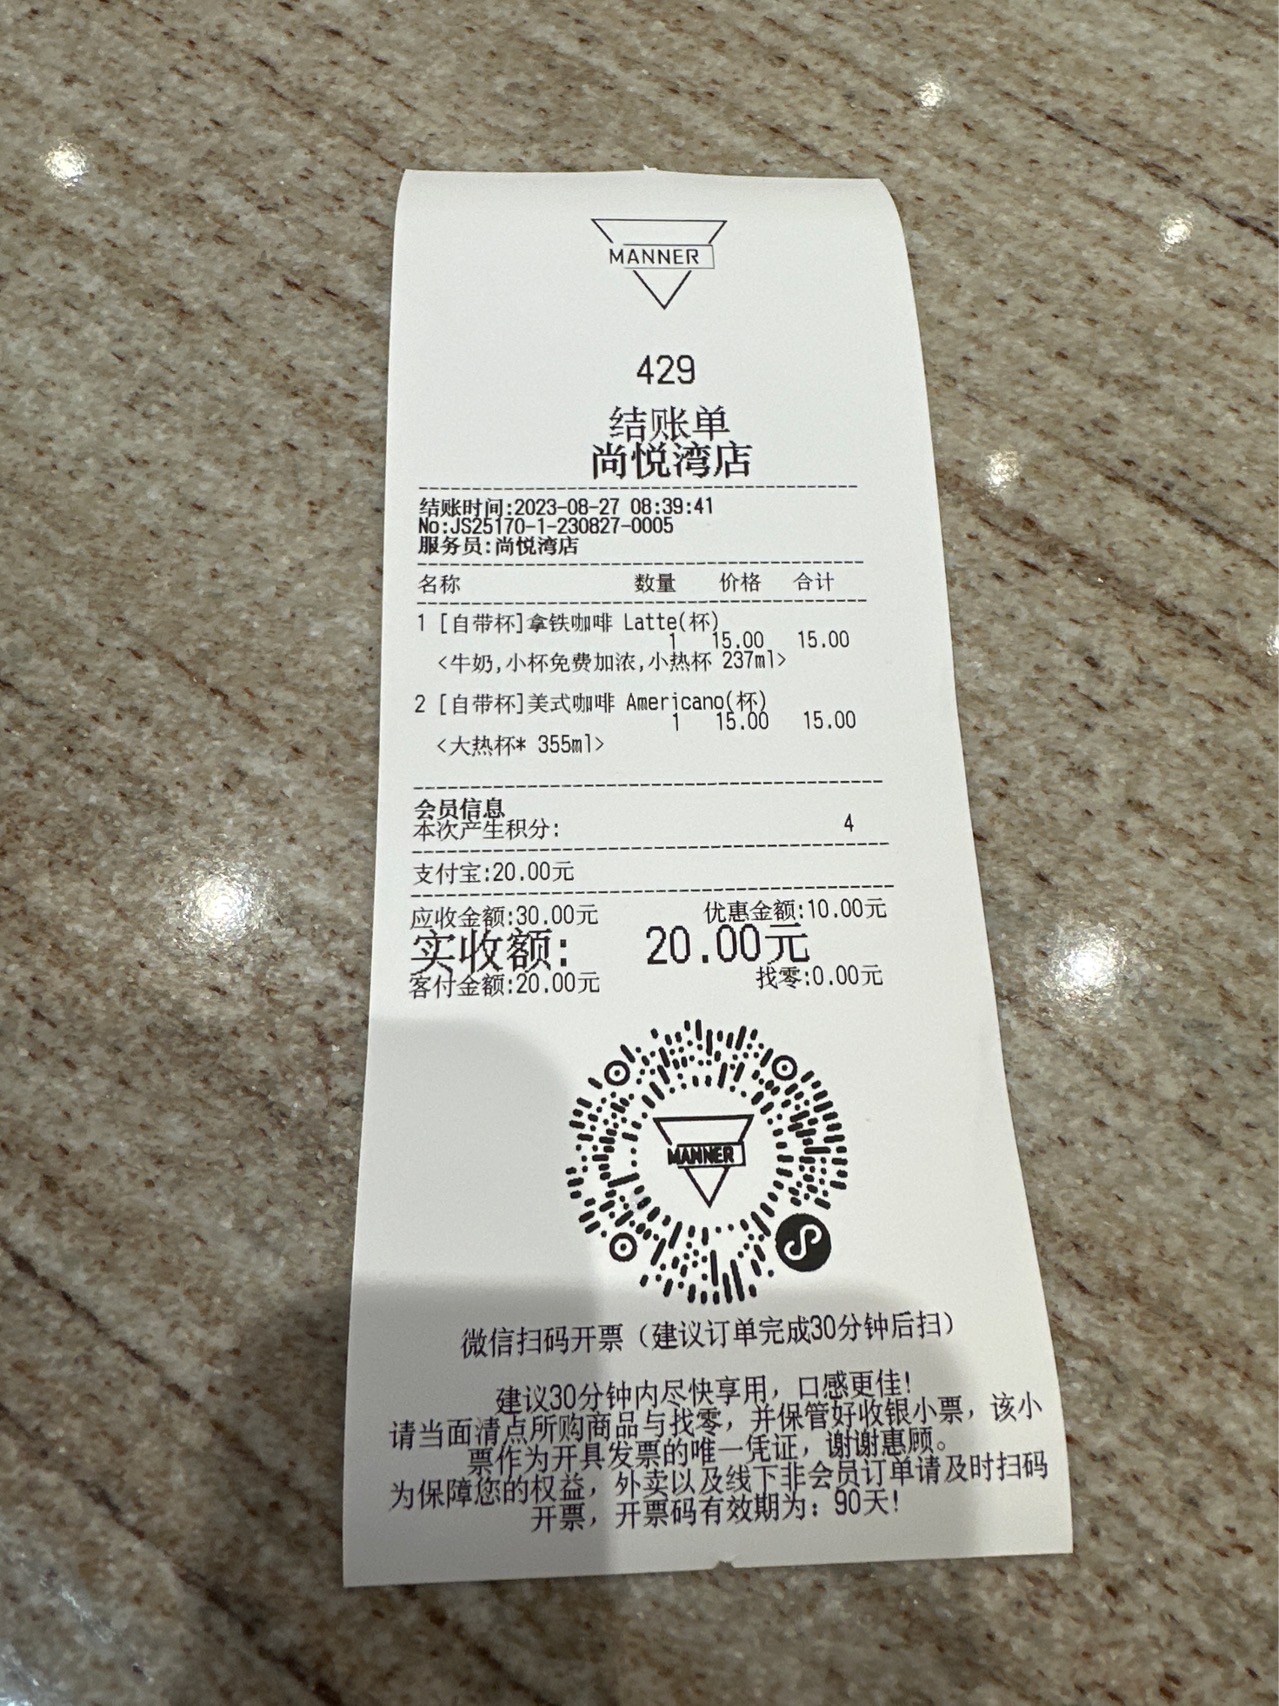 MANNER
429
结账单
尚悦湾店
结账时间:2023-08-27 08:39:41
No:JS25170-1-230827-0005
服务员:尚悦湾店
名称 数量 价格 合计
1 [自带杯]拿铁咖啡 Latte(杯)
1 15.00 15.00
<牛奶,小杯免费加浓,小热杯 237ml>
2 [自带杯]美式咖啡 Americano(杯)
1 15.00 15.00
<大热杯* 355ml>
会员信息
本次产生积分: 4
支付宝:20.00元
应收金额:30.00元 优惠金额:10.00元
实收额: 20.00元
客付金额:20.00元 找零:0.00元
MANNER
微信扫码开票（建议订单完成30分钟后扫）
建议30分钟内尽快享用，口感更佳!
请当面清点所购商品与找零，并保管好收银小票，该小
票作为开具发票的唯一凭证，谢谢惠顾。
为保障您的权益，外卖以及线下非会员订单请及时扫码
开票，开票码有效期为：90天!